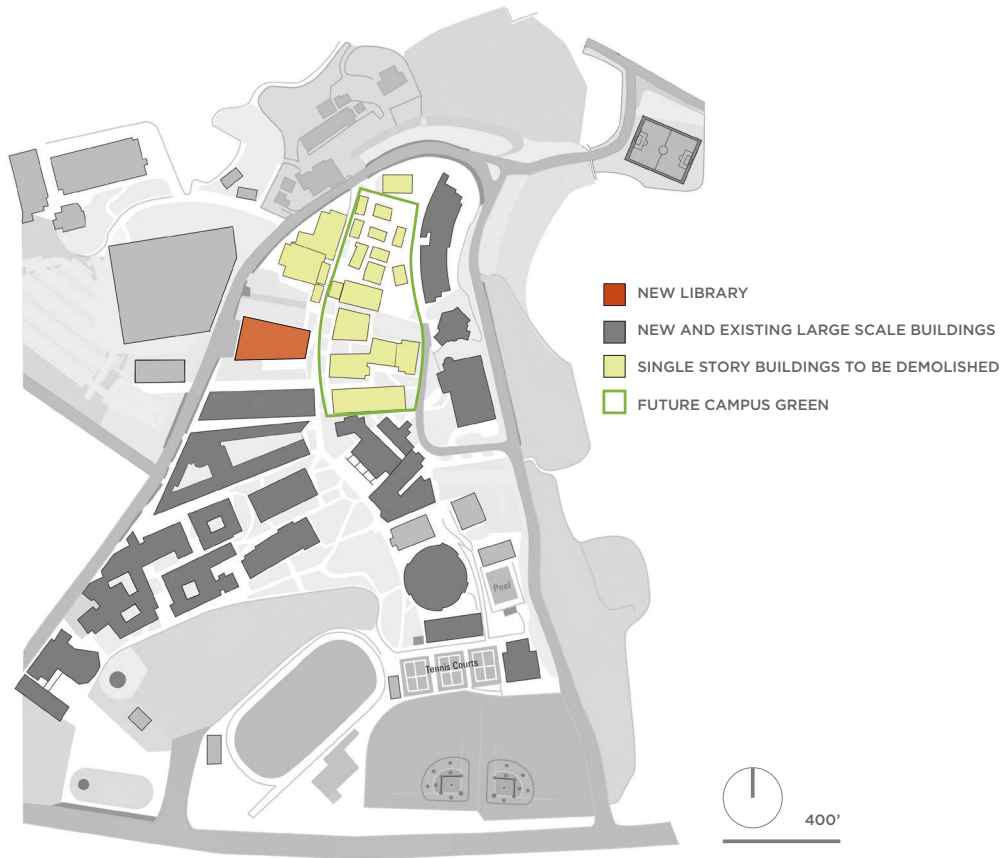 NEW LIBRARY
NEW AND EXISTING LARGE SCALE BUILDINGS
SINGLE STORY BUILDINGS TO BE DEMOLISHED
FUTURE CAMPUS GREEN
Pool
Tennis Courts
400'